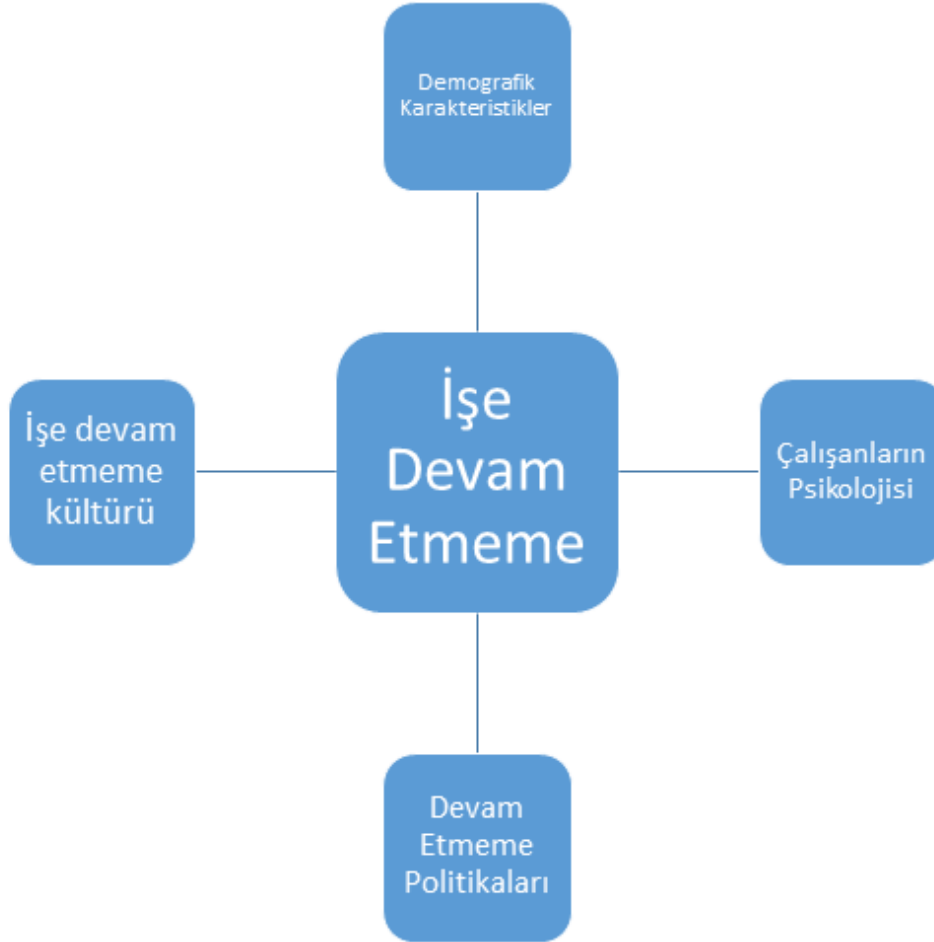 Demografik
Karakteristikler
İşe devam
etmeme
kültürü
İşe
Devam
Etmeme
Çalışanların
Psikolojisi
Devam
Etmeme
Politikaları